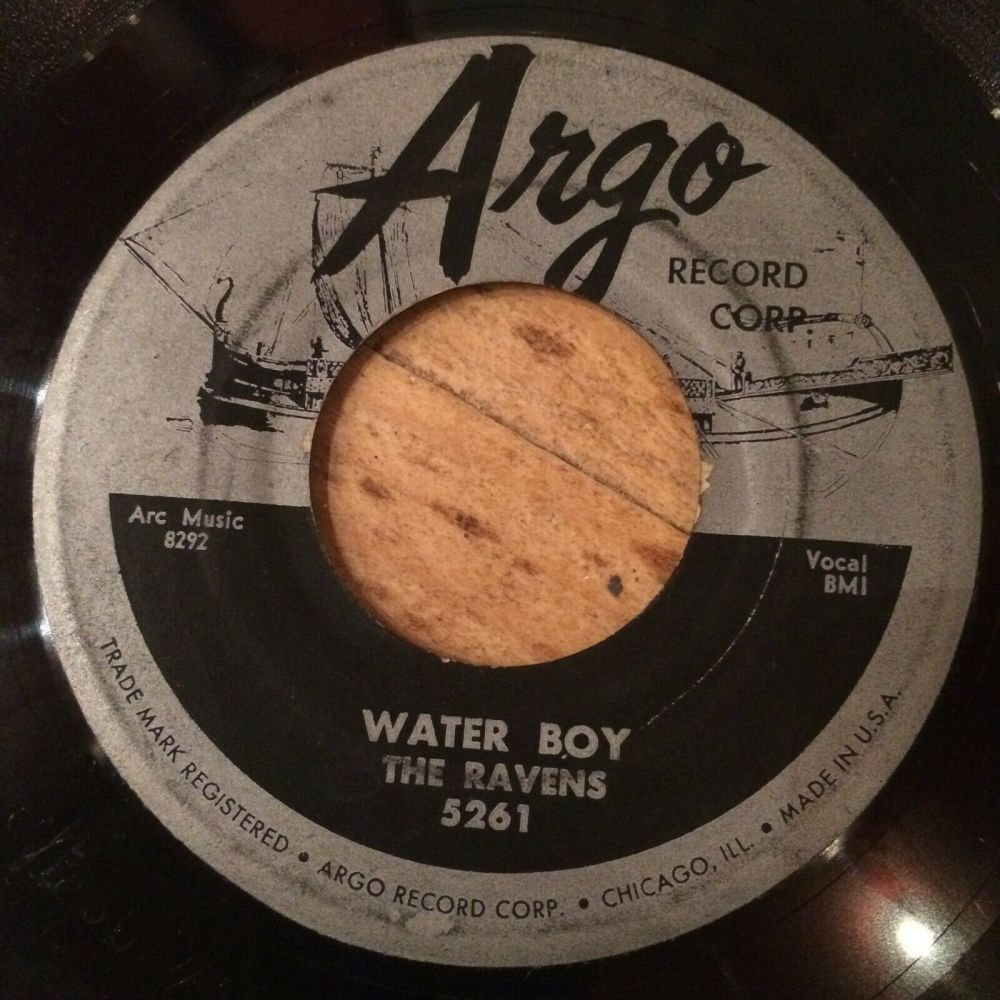 Argo
RECORD
CORP
Arc Music
8292
Vocal
BMI
WATER BOY
THE RAVENS
5261
TRADE MARK REGISTERED • ARGO RECORD CORP. • CHICAGO, ILL. • MADE IN U.S.A.